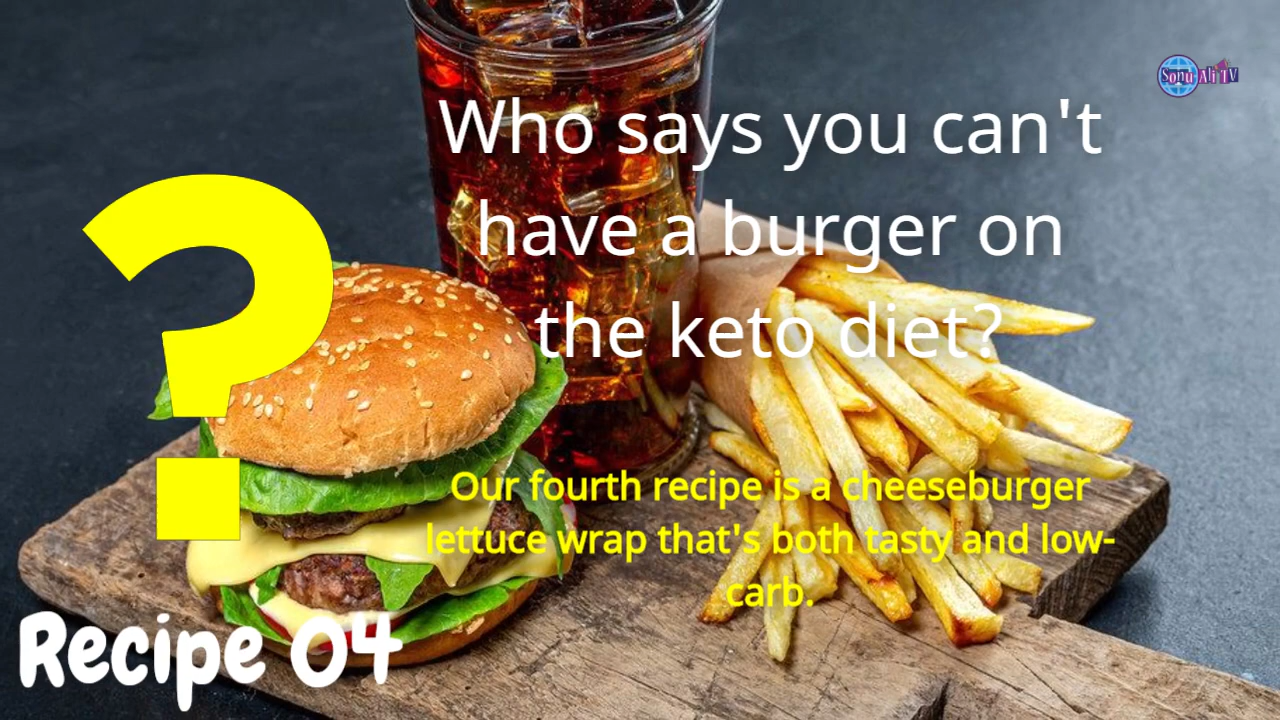 Sonu Ali TV
Who says you can't
have a burger on
the keto diet?
?
Our fourth recipe is a cheeseburger
lettuce wrap that's both tasty and low-
carb.
Recipe 04